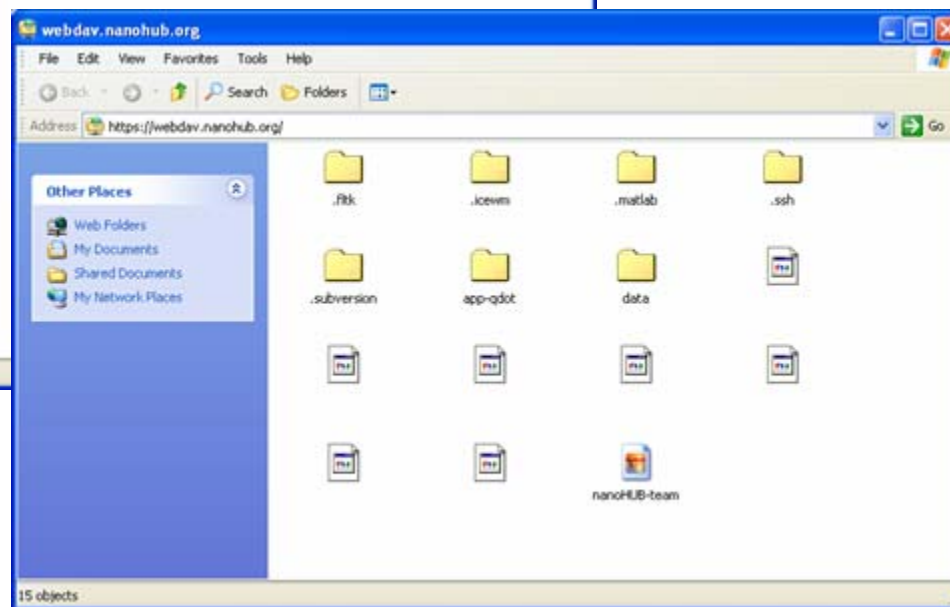 webdav.nanohub.org
File Edit View Favorites Tools Help
Back Search Folders
Address https://webdav.nanohub.org/ Go
Other Places
Web Folders
My Documents
Shared Documents
My Network Places
.fltk .icewm .matlab .ssh
.subversion app-qdot data
nanoHUB-team
15 objects